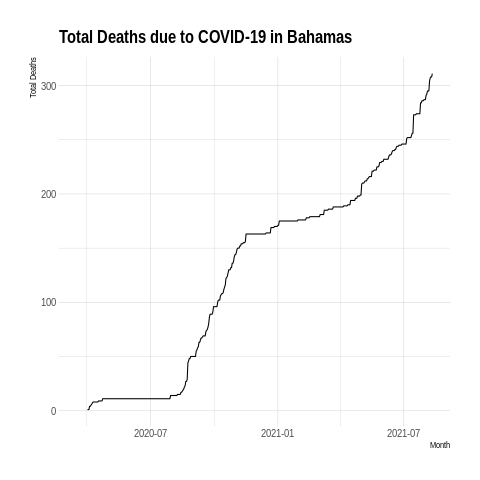 Total Deaths due to COVID-19 in Bahamas
Total Deaths
300
200
100
0
2020-07
2021-01
2021-07
Month